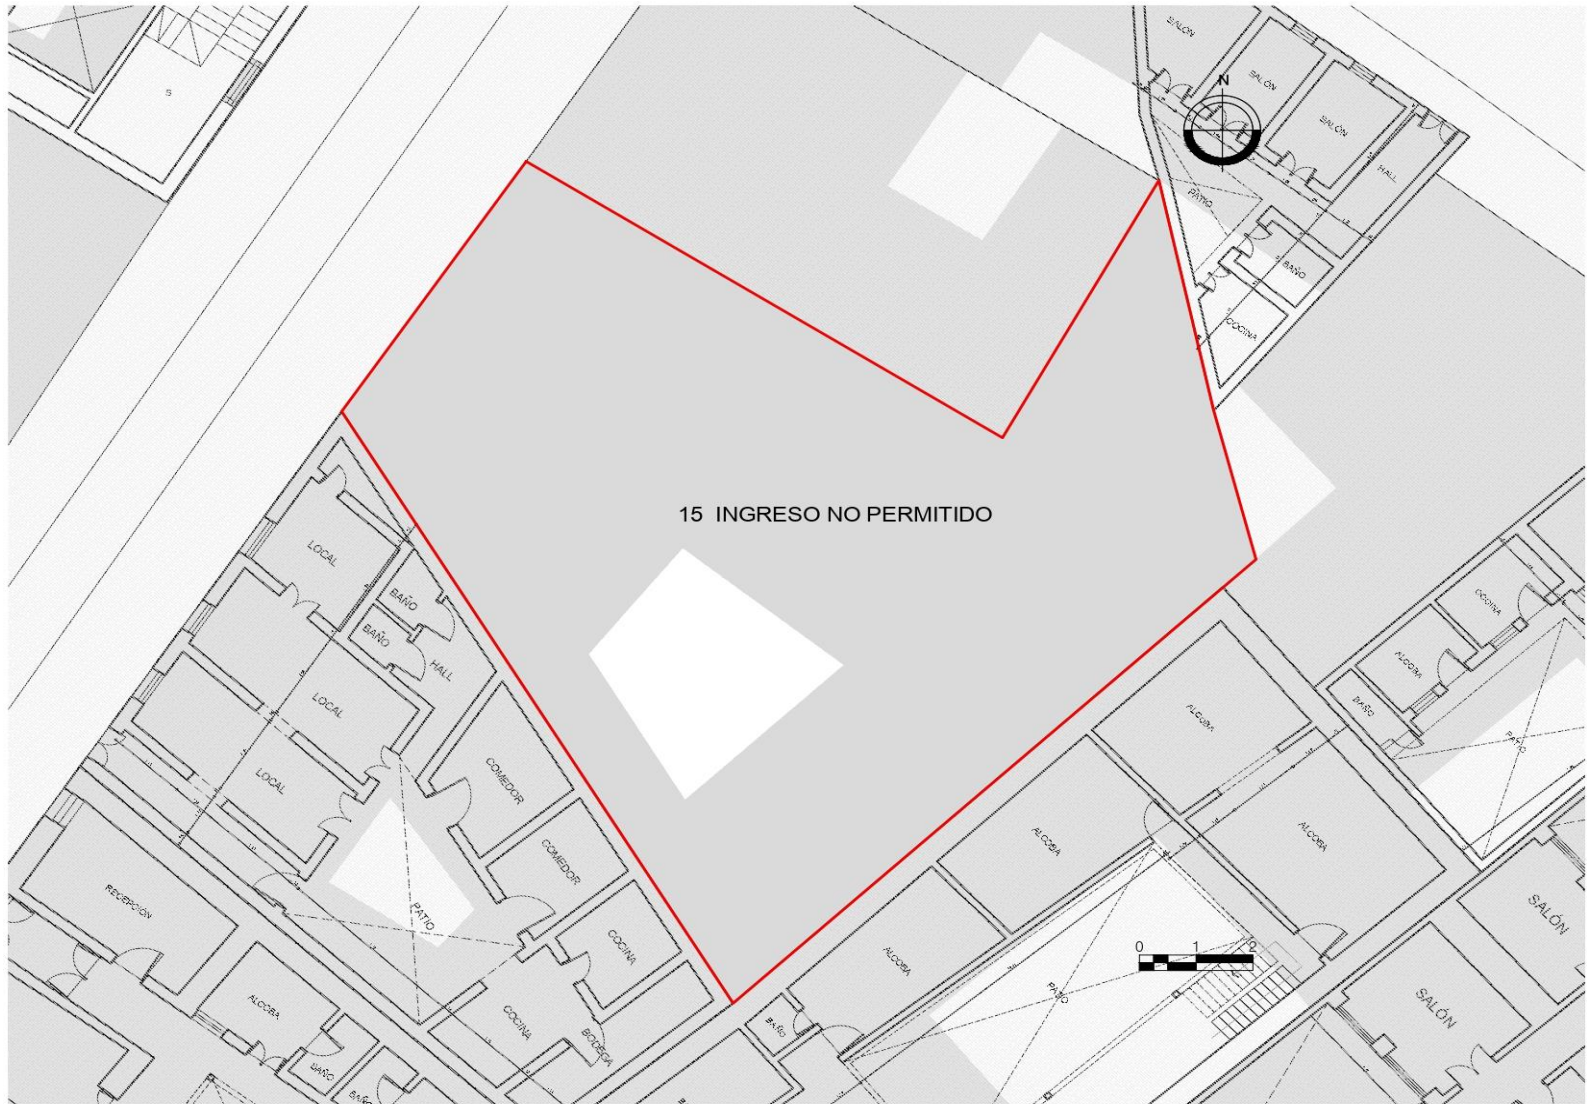 SALÓN
SALÓN
SALÓN
N
HALL
PATIO
BAÑO
COCINA
S
15 INGRESO NO PERMITIDO
LOCAL
BAÑO
BAÑO
HALL
LOCAL
LOCAL
COMEDOR
COMEDOR
COCINA
PATIO
RECEPCIÓN
ALCOBA
COCINA
BODEGA
BAÑO
BAÑO
COCINA
ALCOBA
BAÑO
PATIO
ALCOBA
ALCOBA
ALCOBA
ALCOBA
SALÓN
SALÓN
0 1 2
PATIO
BAÑO